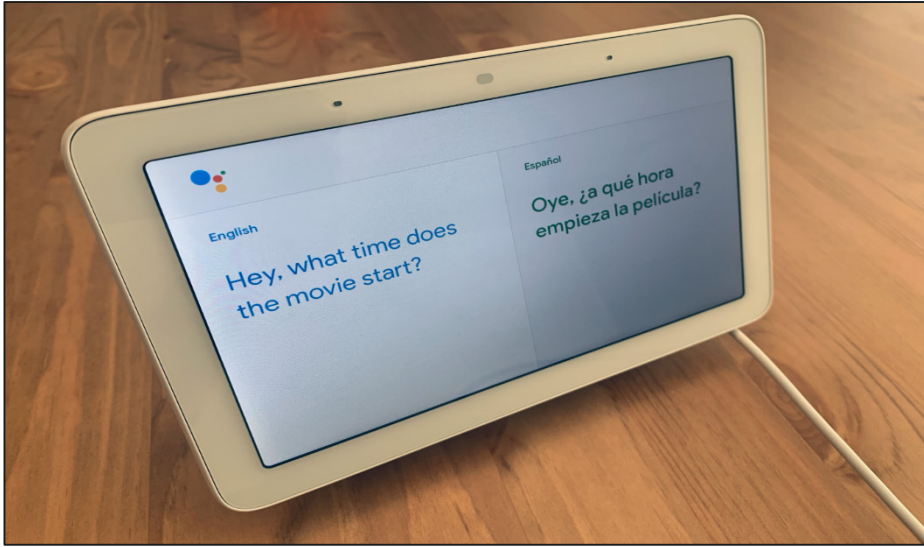 English
Hey, what time does
the movie start?
Español
Oye, ¿a qué hora
empieza la película?